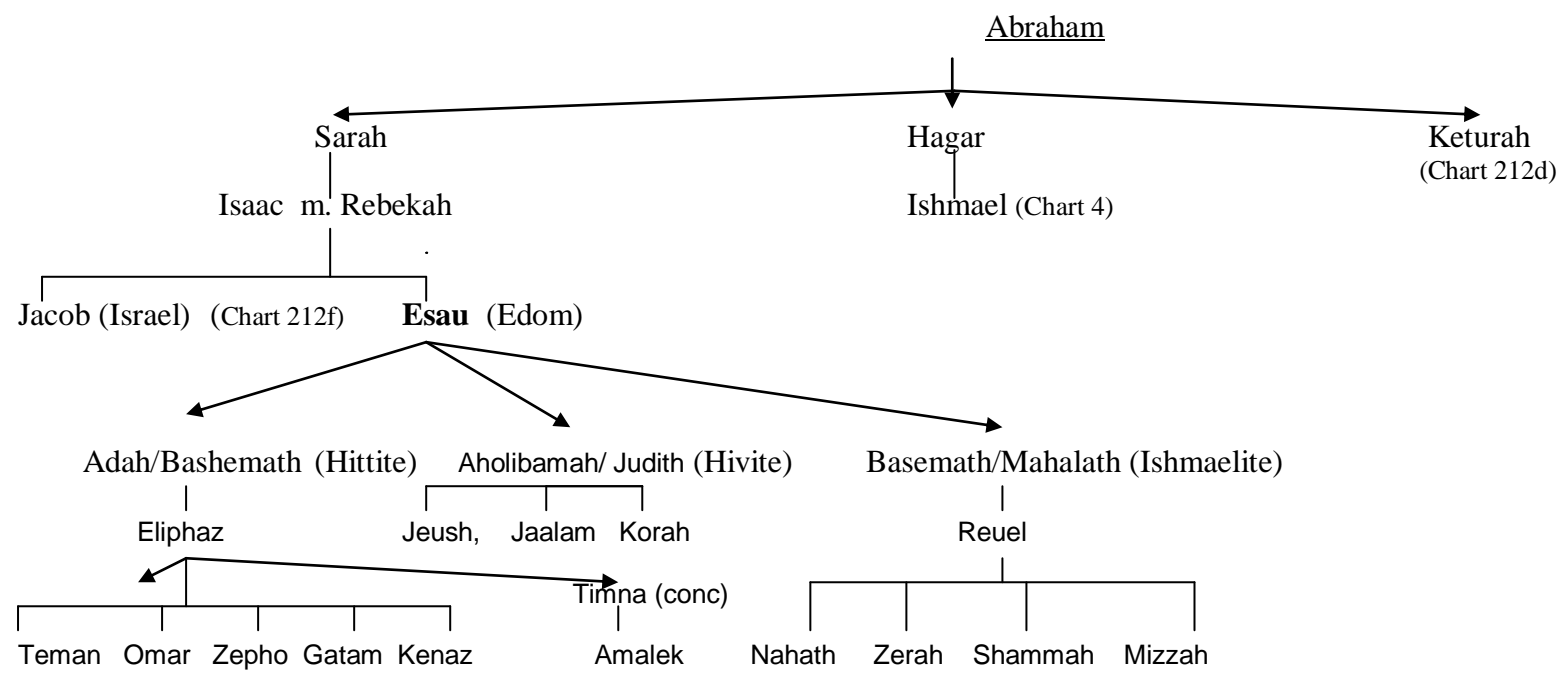 Abraham
Sarah Hagar Keturah
(Chart 212d)
Isaac m. Rebekah Ishmael (Chart 4)
Jacob (Israel) (Chart 212f) Esau (Edom)
Adah/Bashemath (Hittite) Aholibamah/ Judith (Hivite) Basemath/Mahalath (Ishmaelite)
Eliphaz Jeush, Jaalam Korah Reuel
Timna (conc)
Teman Omar Zepho Gatam Kenaz Amalek Nahath Zerah Shammah Mizzah